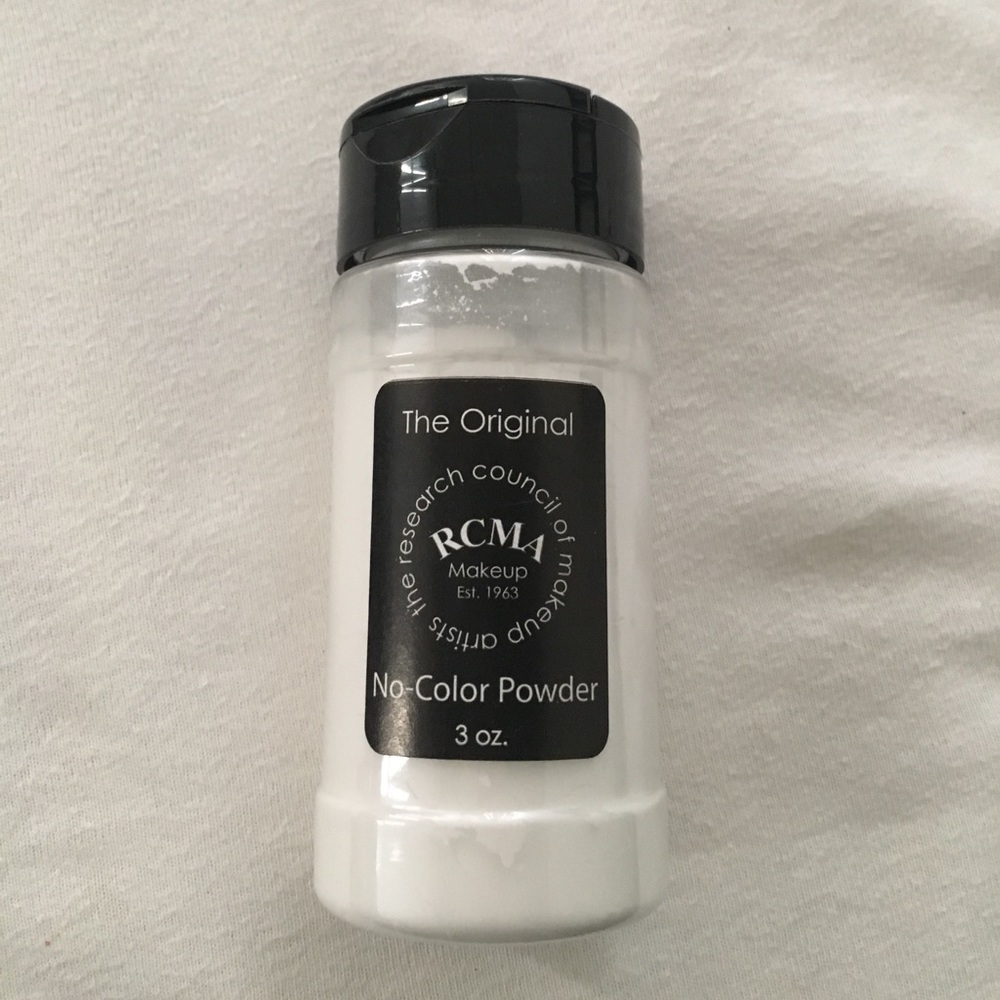 The Original
the research council of makeup artists
RCMA
Makeup
Est. 1963
No-Color Powder
3 oz.